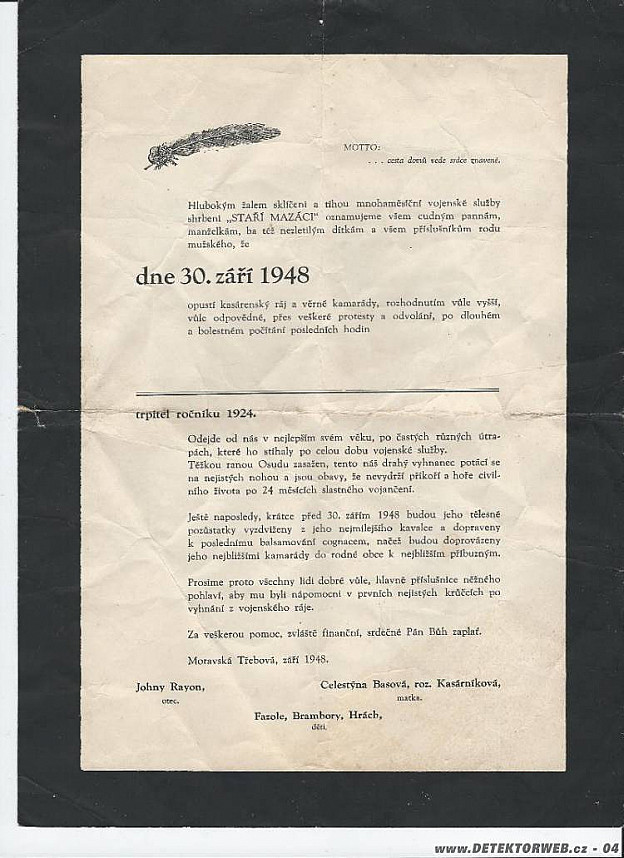 MOTTO:
. . . cesta domů vede srdce znavené.
Hlubokým žalem sklíčeni a tíhou mnohaměsíční vojenské služby
shrbení „STAŘÍ MAZÁCI" oznamujeme všem cudným pannám,
manželkám, ba též nezletilým dítkám a všem příslušníkům rodu
mužského, že
dne 30. září 1948
opustí kasárenský ráj a věrné kamarády, rozhodnutím vůle vyšší,
vůle odpovědné, přes veškeré protesty a odvolání, po dlouhém
a bolestném počítání posledních hodin
trpitel ročníku 1924.
Odejde od nás v nejlepším svém věku, po častých různých útra-
pách, které ho stíhaly po celou dobu vojenské služby.
Těžkou ranou Osudu zasažen, tento náš drahý vyhnanec potácí se
na nejistých nohou a jsou obavy, že nevydrží příkoří a hoře civil-
ního života po 24 měsících slastného vojančení.
Ještě naposledy, krátce před 30. zářím 1948 budou jeho tělesné
pozůstatky vyzdviženy z jeho nejmilejšího kavalce a dopraveny
k poslednímu balsamování cognacem, načež budou doprovázeny
jeho nejbližšími kamarády do rodné obce k nejbližším příbuzným.
Prosíme proto všechny lidi dobré vůle, hlavně příslušnice něžného
pohlaví, aby mu byli nápomocni v prvních nejistých krůčcích po
vyhnání z vojenského ráje.
Za veškerou pomoc, zvláště finanční, srdečné Pán Bůh zaplať.
Moravská Třebová, září 1948.
Johny Rayon, Celestýna Basová, roz. Kasárníková,
otec. matka.
Fazole, Brambory, Hrách,
děti.
www.DETEKTORWEB.cz - 04